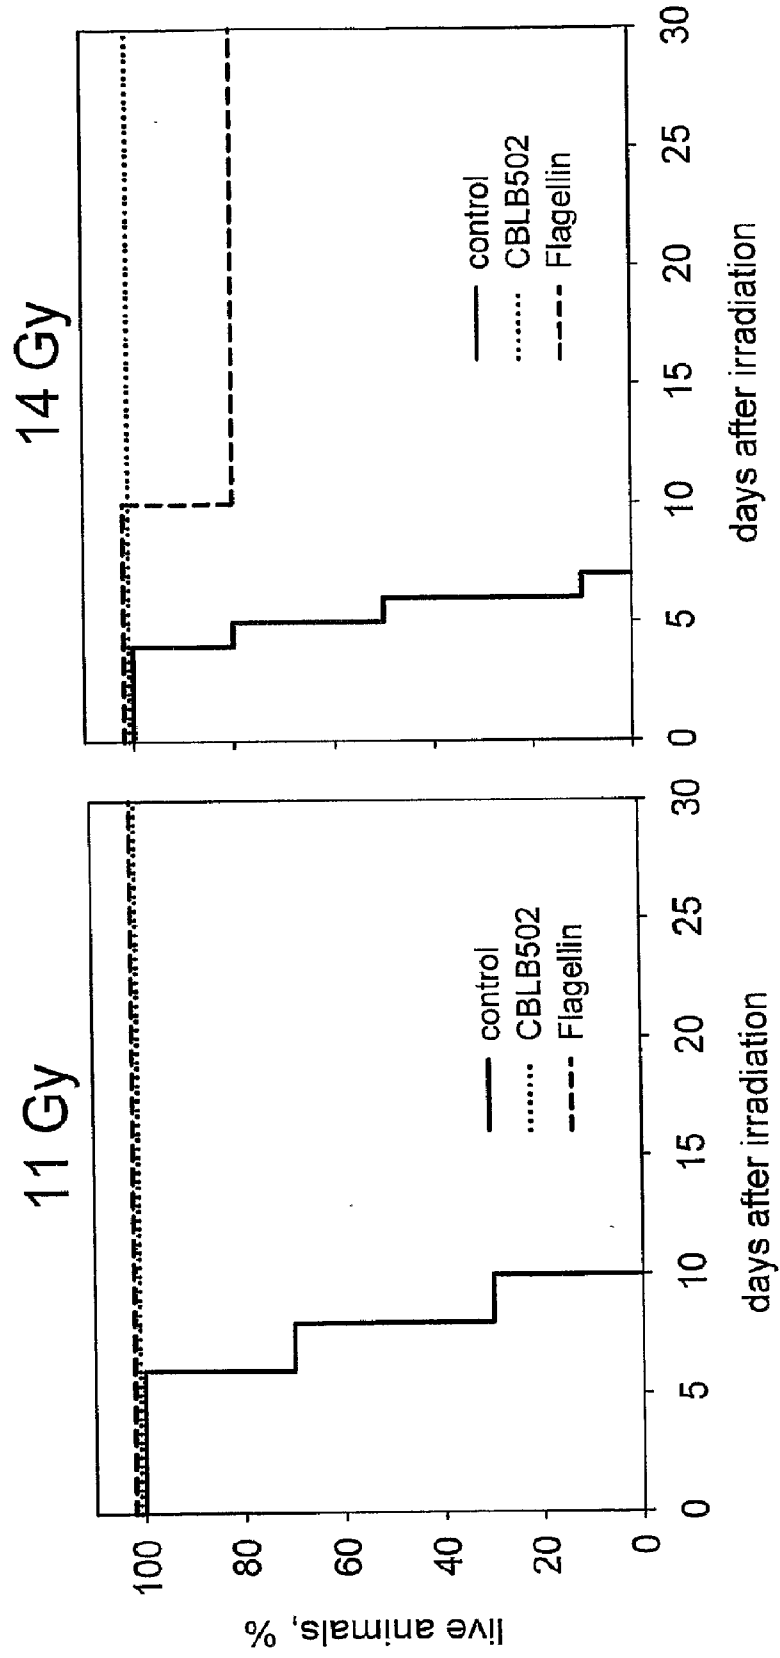 11 Gy
14 Gy
live animals, %
100
80
60
40
20
0
control
CBLB502
Flagellin
0 5 10 15 20 25 30
days after irradiation
control
CBLB502
Flagellin
0 5 10 15 20 25 30
days after irradiation